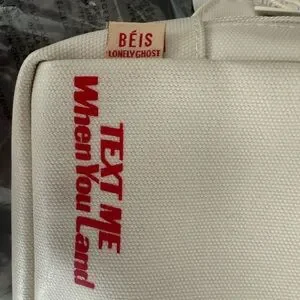 BÉIS
LONELY GHOST
TEXT ME
When You Land